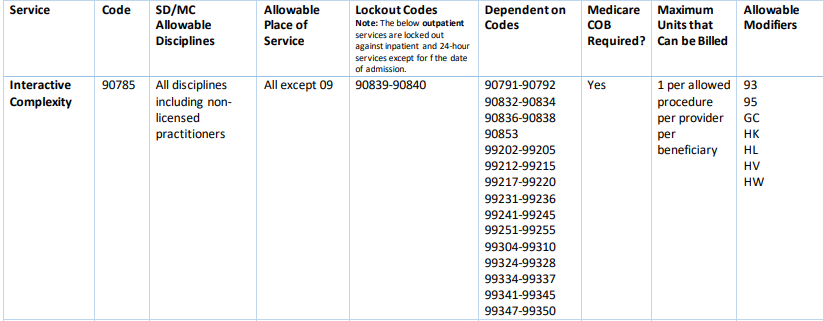 Service
Code
SD/MC
Allowable
Disciplines
Allowable
Place of
Service
Lockout Codes
Note: The below outpatient
services are locked out
against inpatient and 24-hour
services except for f the date
of admission.
Dependent on
Codes
Medicare
COB
Required?
Maximum
Units that
Can be Billed
Allowable
Modifiers
Interactive
Complexity
90785
All disciplines
including non-
licensed
practitioners
All except 09
90839-90840
90791-90792
90832-90834
90836-90838
90853
99202-99205
99212-99215
99217-99220
99231-99236
99241-99245
99251-99255
99304-99310
99324-99328
99334-99337
99341-99345
99347-99350
Yes
1 per allowed
procedure
per provider
per
beneficiary
93
95
GC
HK
HL
HV
HW